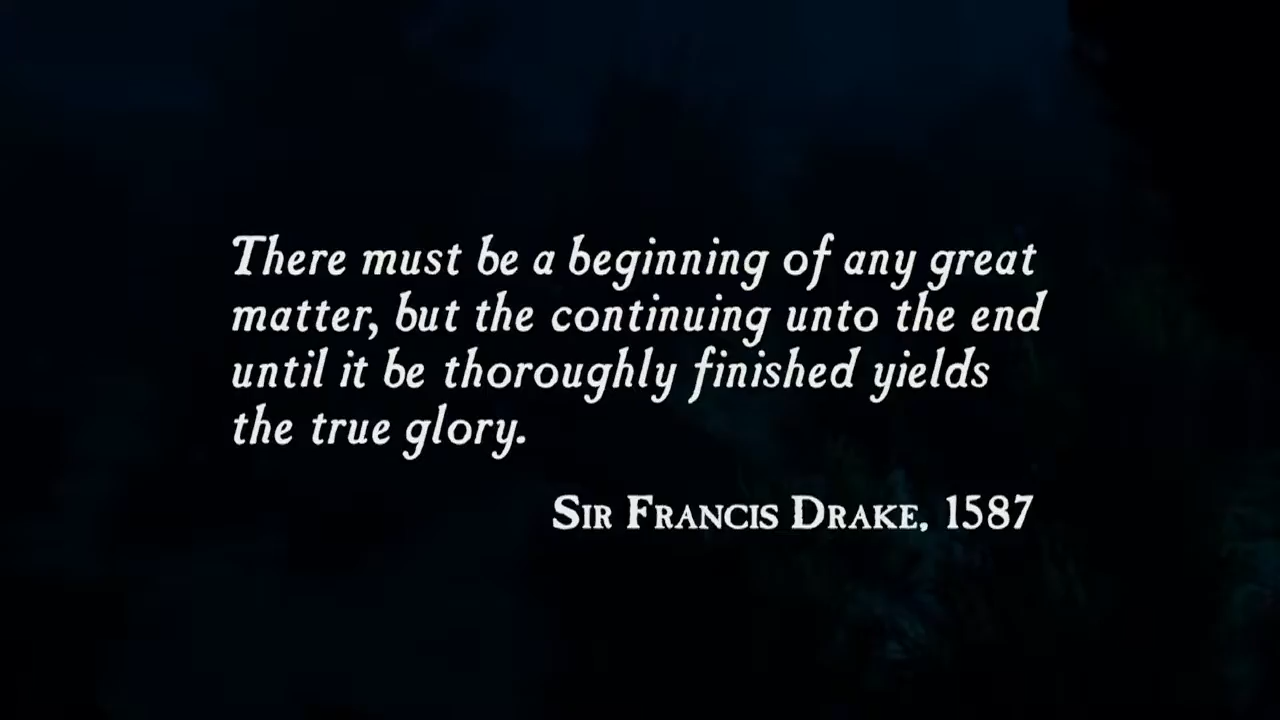 There must be a beginning of any great
matter, but the continuing unto the end
until it be thoroughly finished yields
the true glory.
Sir Francis Drake, 1587